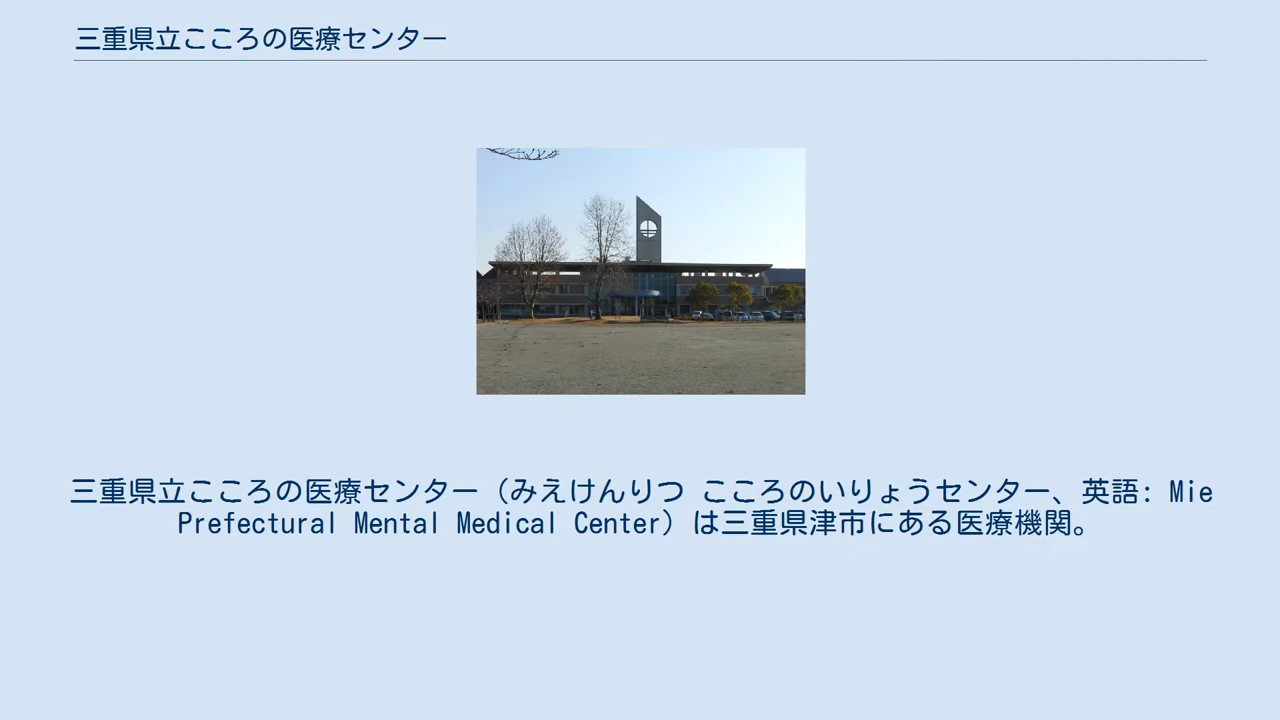 三重県立こころの医療センター
三重県立こころの医療センター（みえけんりつ こころのいりょうセンター、英語: Mie
Prefectural Mental Medical Center）は三重県津市にある医療機関。